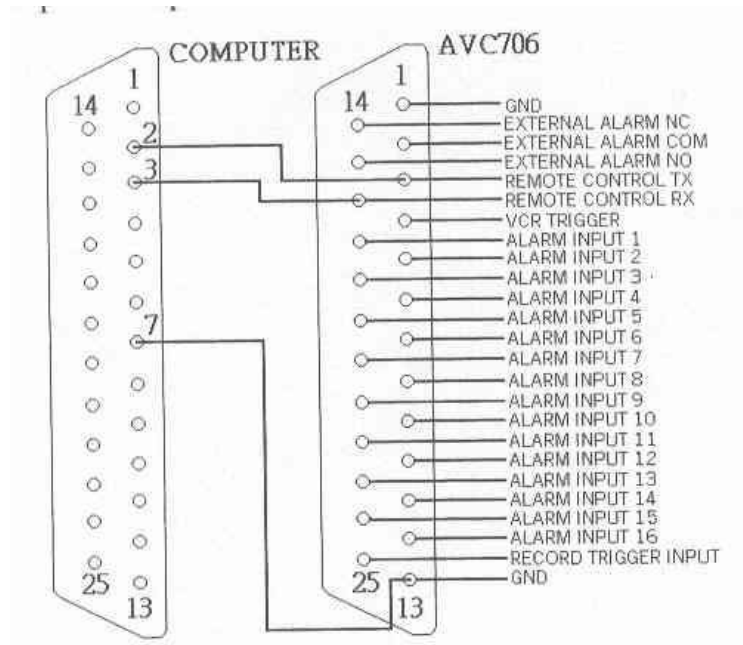 COMPUTER
AVC706
1
14
2
3
7
25
13
1
14
25
13
GND
EXTERNAL ALARM NC
EXTERNAL ALARM COM
EXTERNAL ALARM NO
REMOTE CONTROL TX
REMOTE CONTROL RX
VCR TRIGGER
ALARM INPUT 1
ALARM INPUT 2
ALARM INPUT 3
ALARM INPUT 4
ALARM INPUT 5
ALARM INPUT 6
ALARM INPUT 7
ALARM INPUT 8
ALARM INPUT 9
ALARM INPUT 10
ALARM INPUT 11
ALARM INPUT 12
ALARM INPUT 13
ALARM INPUT 14
ALARM INPUT 15
ALARM INPUT 16
RECORD TRIGGER INPUT
GND